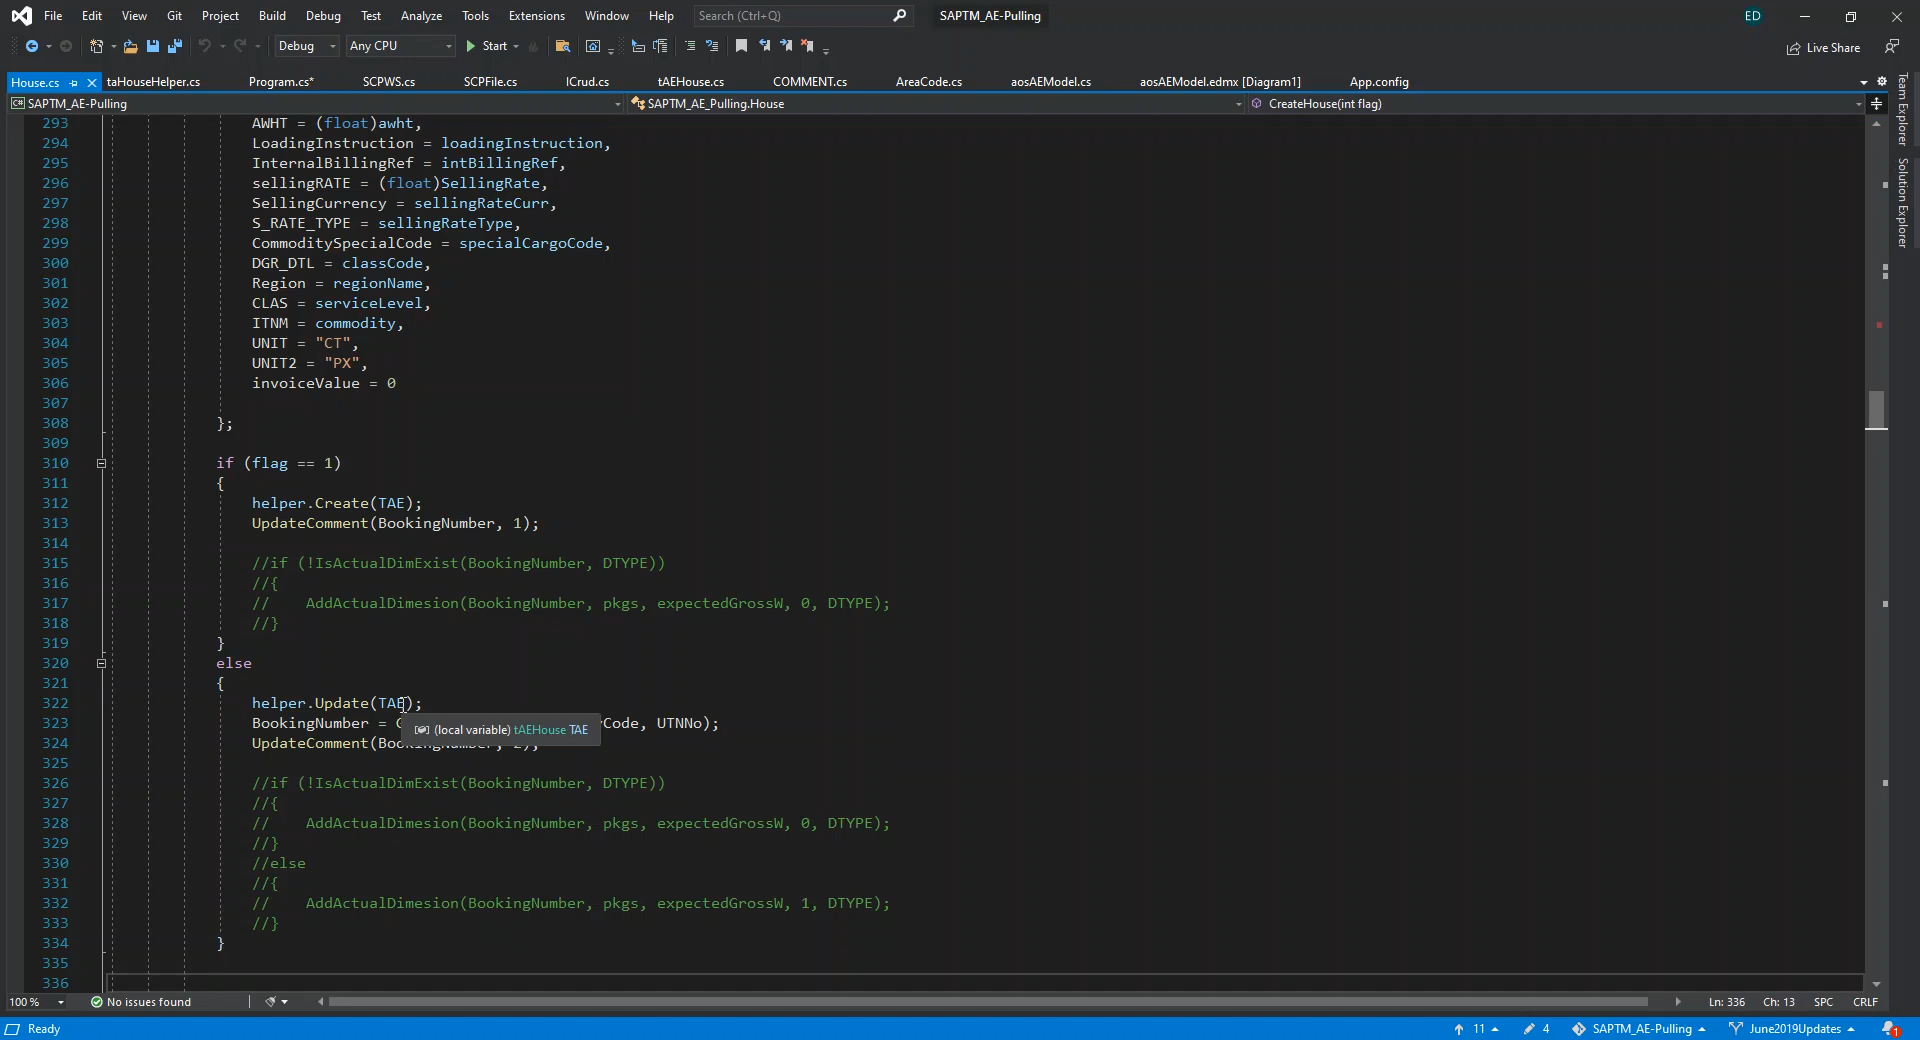 File Edit View Git Project Build Debug Test Analyze Tools Extensions Window Help Search (Ctrl+Q) SAPTM_AE-Pulling ED
Debug Any CPU Start Live Share
House.cs taHouseHelper.cs Program.cs* SCPWS.cs SCPFile.cs ICrud.cs tAEHouse.cs COMMENT.cs AreaCode.cs aosAEModel.cs aosAEModel.edmx [Diagram1] App.config
C# SAPTM_AE-Pulling SAPTM_AE_Pulling.House CreateHouse(int flag)
Team Explorer
Solution Explorer
293 AWHT = (float)awht,
294 LoadingInstruction = loadingInstruction,
295 InternalBillingRef = intBillingRef,
296 sellingRATE = (float)SellingRate,
297 SellingCurrency = sellingRateCurr,
298 S_RATE_TYPE = sellingRateType,
299 CommoditySpecialCode = specialCargoCode,
300 DGR_DTL = classCode,
301 Region = regionName,
302 CLAS = serviceLevel,
303 ITNM = commodity,
304 UNIT = "CT",
305 UNIT2 = "PX",
306 invoiceValue = 0
307
308 };
309
310 if (flag == 1)
311 {
312 helper.Create(TAE);
313 UpdateComment(BookingNumber, 1);
314
315 //if (!IsActualDimExist(BookingNumber, DTYPE))
316 //{
317 // AddActualDimesion(BookingNumber, pkgs, expectedGrossW, 0, DTYPE);
318 //}
319 }
320 else
321 {
322 helper.Update(TAE);
323 BookingNumber = Code, UTNNo);
(local variable) tAEHouse TAE
324 UpdateComment(
325
326 //if (!IsActualDimExist(BookingNumber, DTYPE))
327 //{
328 // AddActualDimesion(BookingNumber, pkgs, expectedGrossW, 0, DTYPE);
329 //}
330 //else
331 //{
332 // AddActualDimesion(BookingNumber, pkgs, expectedGrossW, 1, DTYPE);
333 //}
334 }
335
336
100 % No issues found Ln: 336 Ch: 13 SPC CRLF
Ready 11 4 SAPTM_AE-Pulling June2019Updates 1